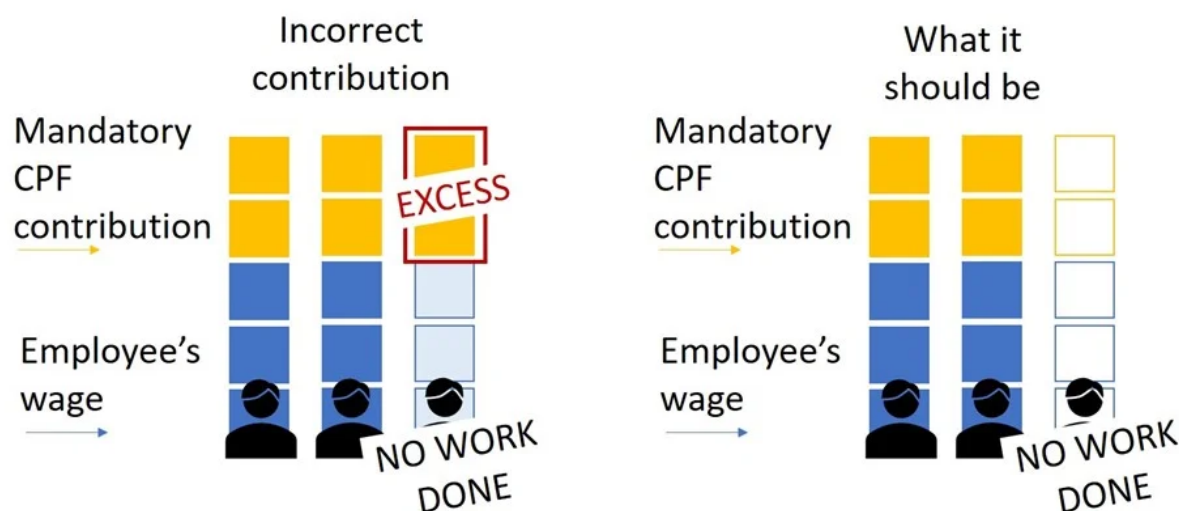 Incorrect
contribution
Mandatory
CPF
contribution
EXCESS
Employee’s
wage
NO WORK
DONE
What it
should be
Mandatory
CPF
contribution
Employee’s
wage
NO WORK
DONE